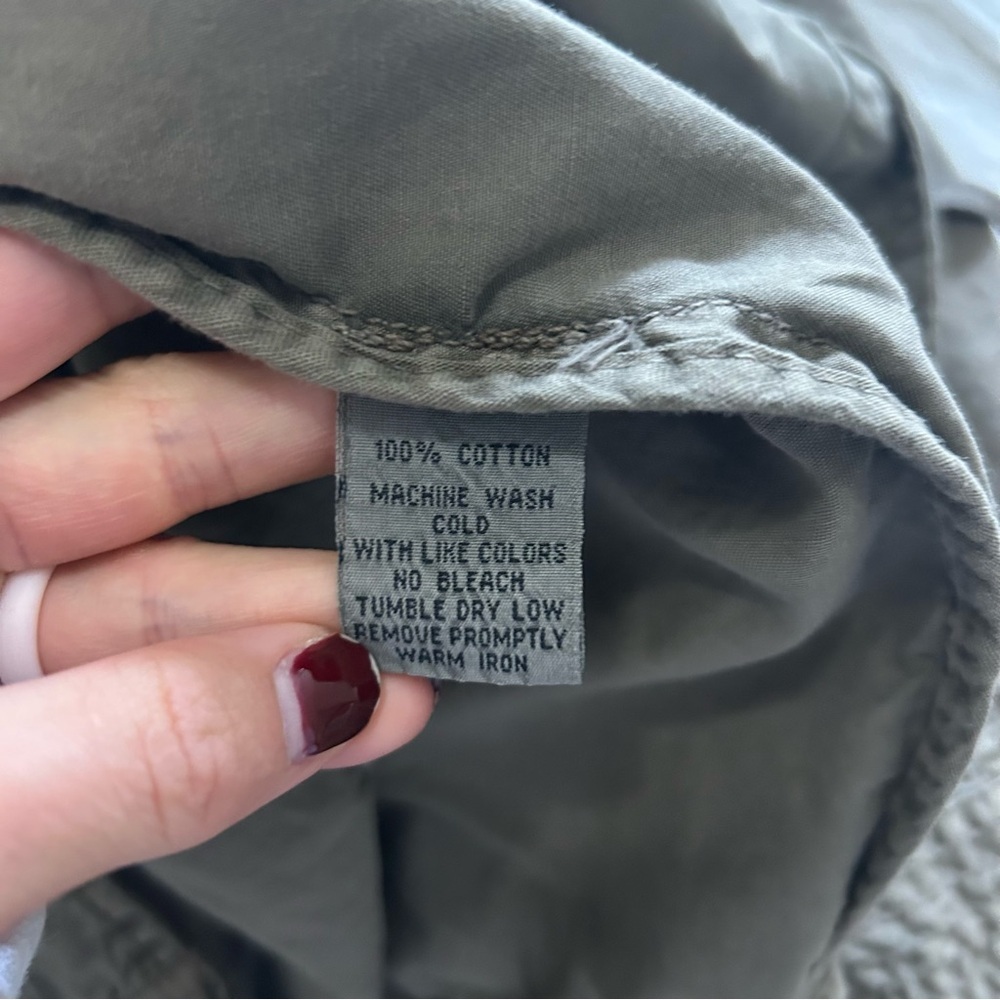 100% COTTON
MACHINE WASH
COLD
WITH LIKE COLORS
NO BLEACH
TUMBLE DRY LOW
REMOVE PROMPTLY
WARM IRON